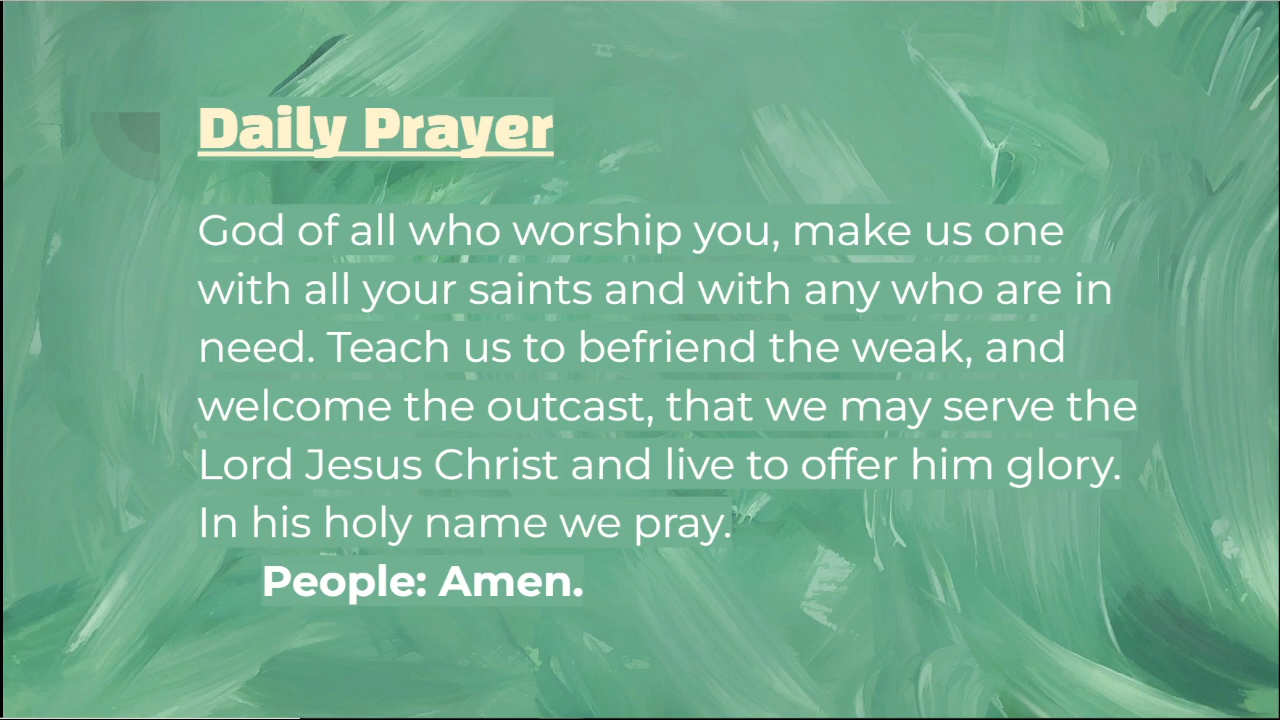 Daily Prayer
God of all who worship you, make us one
with all your saints and with any who are in
need. Teach us to befriend the weak, and
welcome the outcast, that we may serve the
Lord Jesus Christ and live to offer him glory.
In his holy name we pray.
People: Amen.